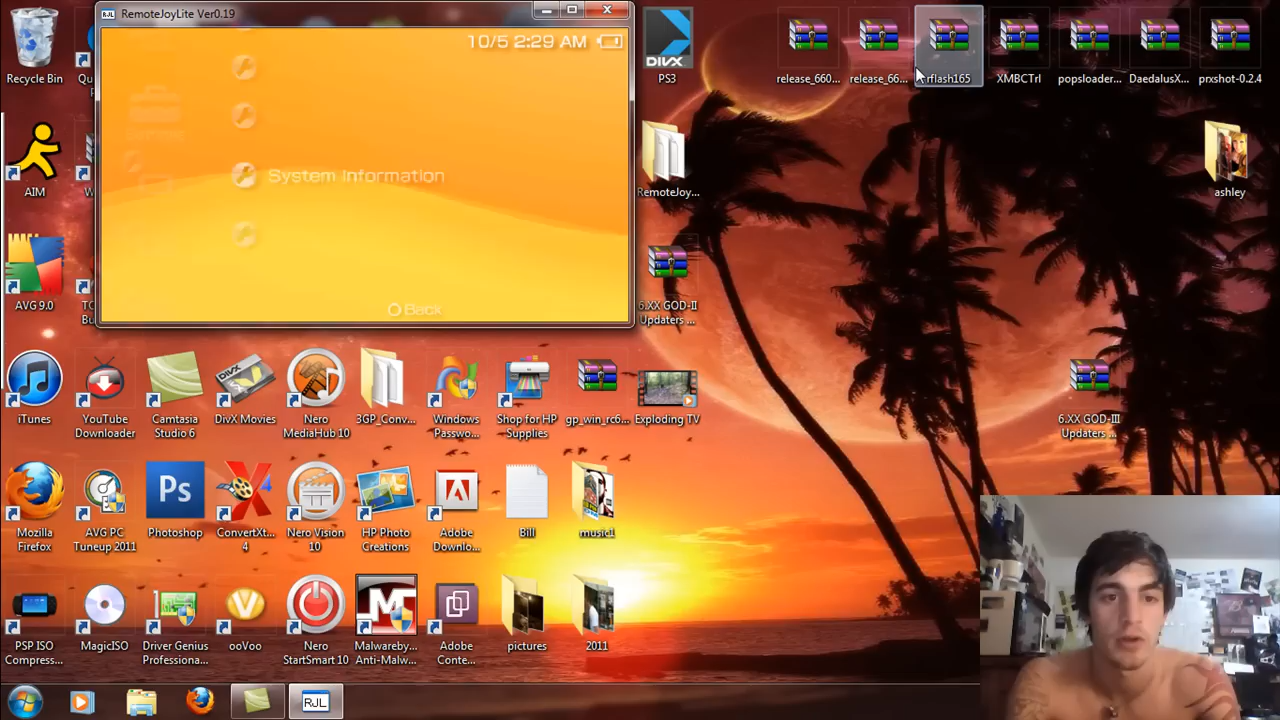 RemoteJoyLite Ver0.19
10/5 2:29 AM
System Information
Back
Recycle Bin
Qu
PS3
DIVX
release_660...
release_66...
rflash165
XMBCTrl
popsloader...
DaedalusX...
prxshot-0.2.4
AIM
W
RemoteJoy...
ashley
AVG 9.0
TC
Bu
6.XX GOD-II
Updaters ...
iTunes
YouTube
Downloader
Camtasia
Studio 6
DivX Movies
Nero
MediaHub 10
3GP_Conv...
Windows
Passwo...
Shop for HP
Supplies
gp_win_rc6...
Exploding TV
6.XX GOD-III
Updaters ...
Ps
Mozilla
Firefox
AVG PC
Tuneup 2011
Photoshop
ConvertXt...
4
Nero Vision
10
HP Photo
Creations
Adobe
Downlo...
Bill
music1
PSP ISO
Compress...
MagicISO
Driver Genius
Professiona...
ooVoo
Nero
StartSmart 10
Malwareby...
Anti-Malw...
Adobe
Conte...
pictures
2011
RJL